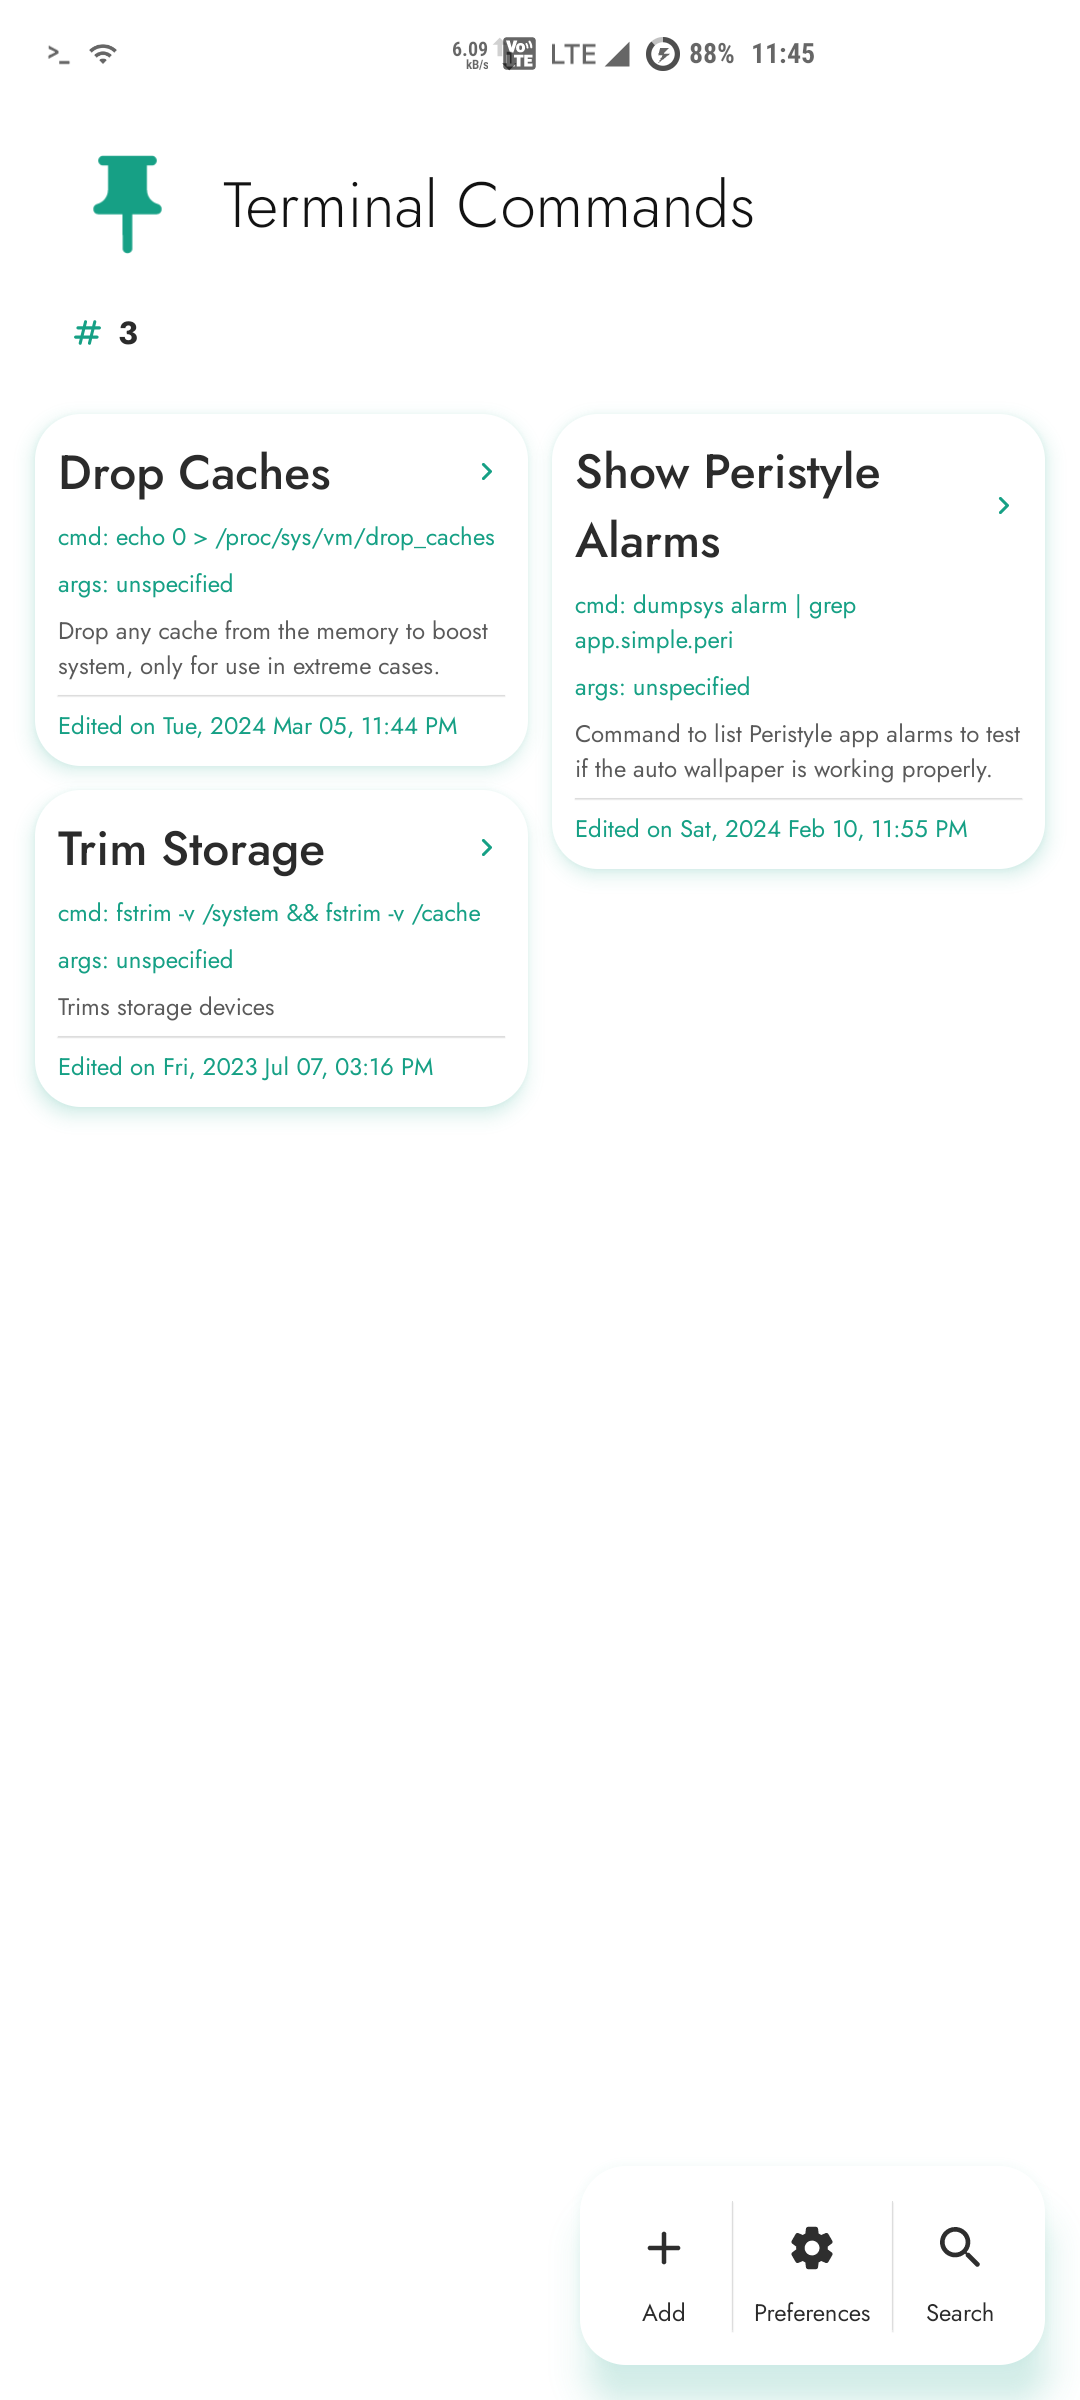 >_ 6.09 kB/s VoLTE LTE 88% 11:45
Terminal Commands
# 3
Drop Caches
cmd: echo 0 > /proc/sys/vm/drop_caches
args: unspecified
Drop any cache from the memory to boost
system, only for use in extreme cases.
Edited on Tue, 2024 Mar 05, 11:44 PM
Show Peristyle
Alarms
cmd: dumpsys alarm | grep
app.simple.peri
args: unspecified
Command to list Peristyle app alarms to test
if the auto wallpaper is working properly.
Edited on Sat, 2024 Feb 10, 11:55 PM
Trim Storage
cmd: fstrim -v /system && fstrim -v /cache
args: unspecified
Trims storage devices
Edited on Fri, 2023 Jul 07, 03:16 PM
Add
Preferences
Search